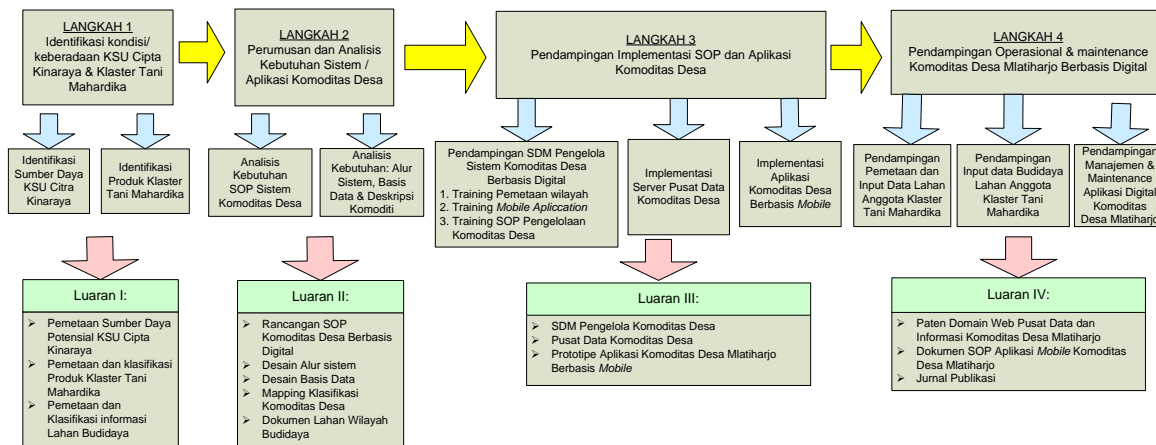 LANGKAH 1
Identifikasi kondisi/
keberadaan KSU Cipta
Kinaraya & Klaster Tani
Mahardika
LANGKAH 2
Perumusan dan Analisis
Kebutuhan Sistem /
Aplikasi Komoditas Desa
LANGKAH 3
Pendampingan Implementasi SOP dan Aplikasi
Komoditas Desa
LANGKAH 4
Pendampingan Operasional & maintenance
Komoditas Desa Mlatiharjo Berbasis Digital
Identifikasi
Sumber Daya
KSU Citra
Kinaraya
Identifikasi
Produk Klaster
Tani Mahardika
Analisis
Kebutuhan
SOP Sistem
Komoditas Desa
Analisis
Kebutuhan: Alur
Sistem, Basis
Data & Deskripsi
Komoditi
Pendampingan SDM Pengelola
Sistem Komoditas Desa
Berbasis Digital
1. Training Pemetaan wilayah
2. Training Mobile Apliccation
3. Training SOP Pengelolaan
Komoditas Desa
Implementasi
Server Pusat Data
Komoditas Desa
Implementasi
Aplikasi
Komoditas Desa
Berbasis Mobile
Pendampingan
Pemetaan dan
Input Data Lahan
Anggota Klaster
Tani Mahardika
Pendampingan
Input data Budidaya
Lahan Anggota
Klaster Tani
Mahardika
Pendampingan
Manajemen &
Maintenance
Aplikasi Digital
Komoditas
Desa Mlatiharjo
Luaran I:
➢ Pemetaan Sumber Daya
Potensial KSU Cipta
Kinaraya
➢ Pemetaan dan klasifikasi
Produk Klaster Tani
Mahardika
➢ Pemetaan dan
Klasifikasi informasi
Lahan Budidaya
Luaran II:
➢ Rancangan SOP
Komoditas Desa Berbasis
Digital
➢ Desain Alur sistem
➢ Desain Basis Data
➢ Mapping Klasifikasi
Komoditas Desa
➢ Dokumen Lahan Wilayah
Budidaya
Luaran III:
➢ SDM Pengelola Komoditas Desa
➢ Pusat Data Komoditas Desa
➢ Prototipe Aplikasi Komoditas Desa Mlatiharjo
Berbasis Mobile
Luaran IV:
➢ Paten Domain Web Pusat Data dan
Informasi Komoditas Desa Mlatiharjo
➢ Dokumen SOP Aplikasi Mobile Komoditas
Desa Mlatiharjo
➢ Jurnal Publikasi